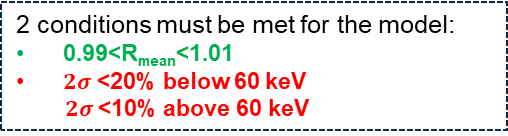 2 conditions must be met for the model:
• 0.99<Rmean<1.01
• 2σ <20% below 60 keV
2σ <10% above 60 keV